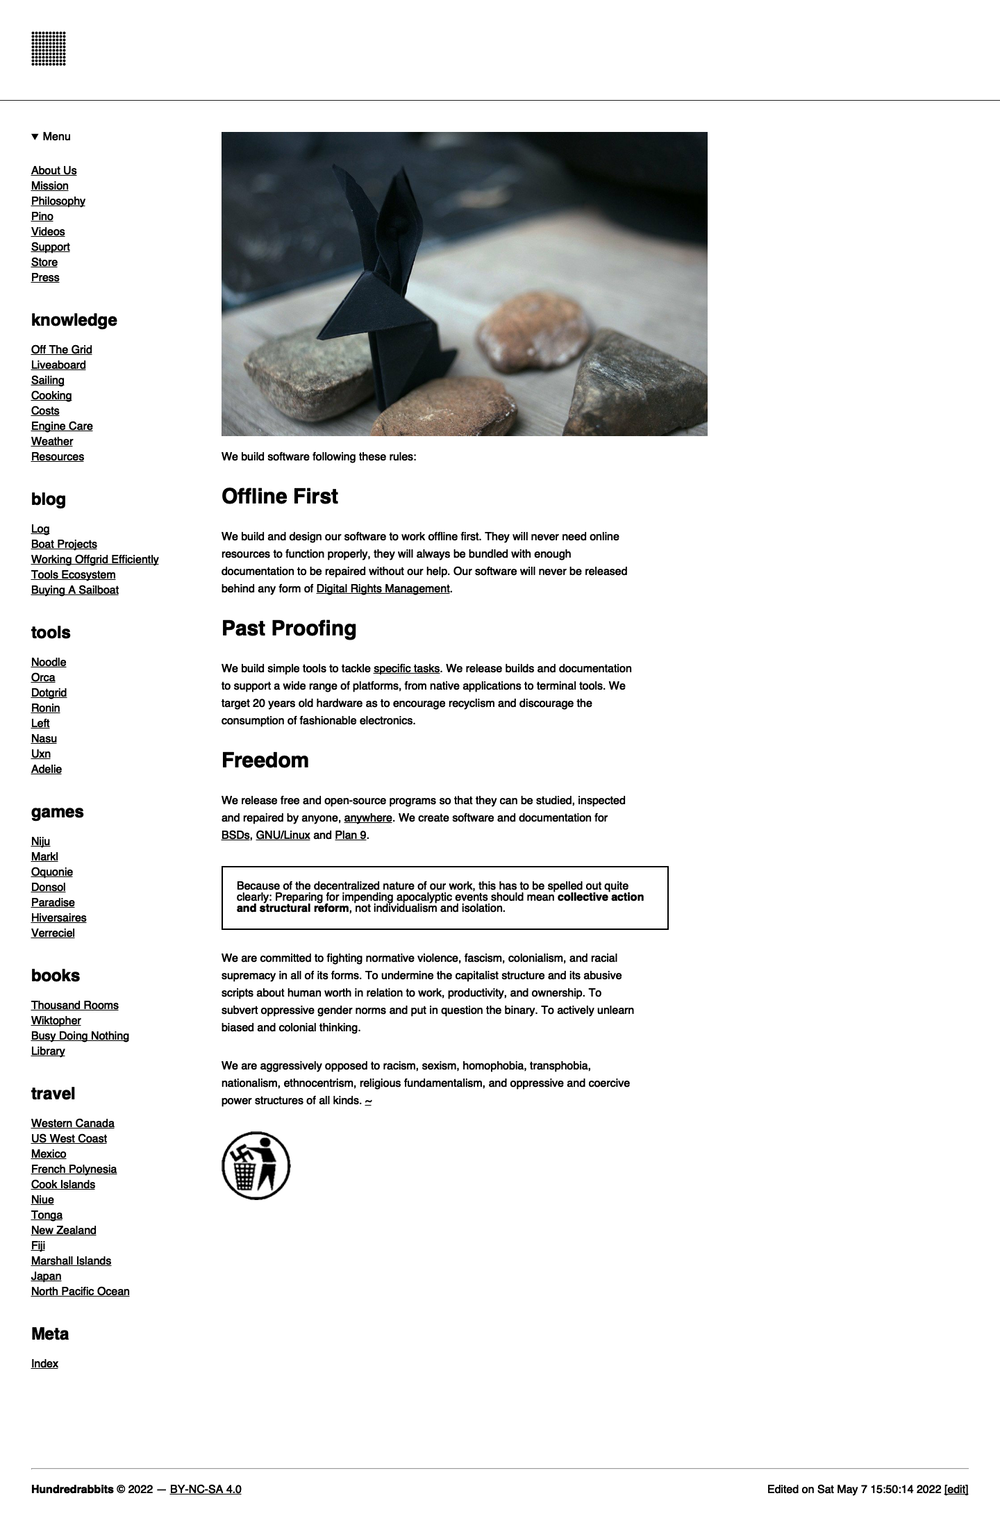 ▼ Menu
About Us
Mission
Philosophy
Pino
Videos
Support
Store
Press
knowledge
Off The Grid
Liveaboard
Sailing
Cooking
Costs
Engine Care
Weather
Resources
blog
Log
Boat Projects
Working Offgrid Efficiently
Tools Ecosystem
Buying A Sailboat
tools
Noodle
Orca
Dotgrid
Ronin
Left
Nasu
Uxn
Adelie
games
Niju
Markl
Oquonie
Donsol
Paradise
Hiversaires
Verreciel
books
Thousand Rooms
Wiktopher
Busy Doing Nothing
Library
travel
Western Canada
US West Coast
Mexico
French Polynesia
Cook Islands
Niue
Tonga
New Zealand
Fiji
Marshall Islands
Japan
North Pacific Ocean
Meta
Index
We build software following these rules:
Offline First
We build and design our software to work offline first. They will never need online
resources to function properly, they will always be bundled with enough
documentation to be repaired without our help. Our software will never be released
behind any form of Digital Rights Management.
Past Proofing
We build simple tools to tackle specific tasks. We release builds and documentation
to support a wide range of platforms, from native applications to terminal tools. We
target 20 years old hardware as to encourage recyclism and discourage the
consumption of fashionable electronics.
Freedom
We release free and open-source programs so that they can be studied, inspected
and repaired by anyone, anywhere. We create software and documentation for
BSDs, GNU/Linux and Plan 9.
Because of the decentralized nature of our work, this has to be spelled out quite
clearly: Preparing for impending apocalyptic events should mean collective action
and structural reform, not individualism and isolation.
We are committed to fighting normative violence, fascism, colonialism, and racial
supremacy in all of its forms. To undermine the capitalist structure and its abusive
scripts about human worth in relation to work, productivity, and ownership. To
subvert oppressive gender norms and put in question the binary. To actively unlearn
biased and colonial thinking.
We are aggressively opposed to racism, sexism, homophobia, transphobia,
nationalism, ethnocentrism, religious fundamentalism, and oppressive and coercive
power structures of all kinds. ~
Hundredrabbits © 2022 — BY-NC-SA 4.0
Edited on Sat May 7 15:50:14 2022 [edit]